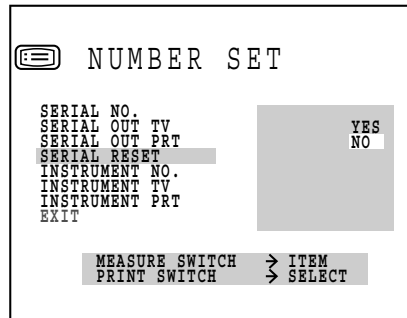 NUMBER SET
SERIAL NO.
SERIAL OUT TV
SERIAL OUT PRT
SERIAL RESET
INSTRUMENT NO.
INSTRUMENT TV
INSTRUMENT PRT
EXIT
YES
NO
MEASURE SWITCH → ITEM
PRINT SWITCH → SELECT